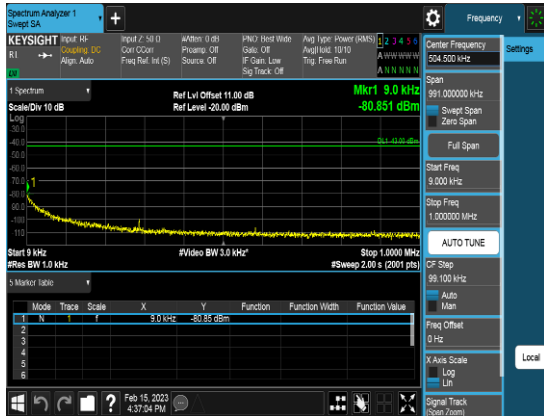 Spectrum Analyzer 1
Swept SA
+
Frequency
KEYSIGHT
R1
LXI
Input: RF
Coupling: DC
Align: Auto
Input Z: 50 Ω
Corr CCorr
Freq Ref: Int (S)
#Atten: 0 dB
Preamp: Off
Source: Off
PNO: Best Wide
Gate: Off
IF Gain: Low
Sig Track: Off
Avg Type: Power (RMS)
Avg|Hold: 10/10
Trig: Free Run
1 2 3 4 5 6
A W W W W W
A N N N N N
1 Spectrum
Scale/Div 10 dB
Ref Lvl Offset 11.00 dB
Ref Level -20.00 dBm
Mkr1 9.0 kHz
-80.851 dBm
Log
-30.0
-40.0
-50.0
-60.0
-70.0
-80.0
-90.0
-100
-110
DL1 -43.00 dBm
1
Start 9 kHz
#Res BW 1.0 kHz
#Video BW 3.0 kHz*
Stop 1.0000 MHz
#Sweep 2.00 s (2001 pts)
5 Marker Table
Mode Trace Scale X Y Function Function Width Function Value
1 N 1 f 9.0 kHz -80.85 dBm
2
3
4
5
6
?
Feb 15, 2023
4:37:04 PM
Center Frequency
504.500 kHz
Span
991.000000 kHz
Swept Span
Zero Span
Full Span
Start Freq
9.000 kHz
Stop Freq
1.000000 MHz
AUTO TUNE
CF Step
99.100 kHz
Auto
Man
Freq Offset
0 Hz
X Axis Scale
Log
Lin
Signal Track
(Span Zoom)
Settings
Local